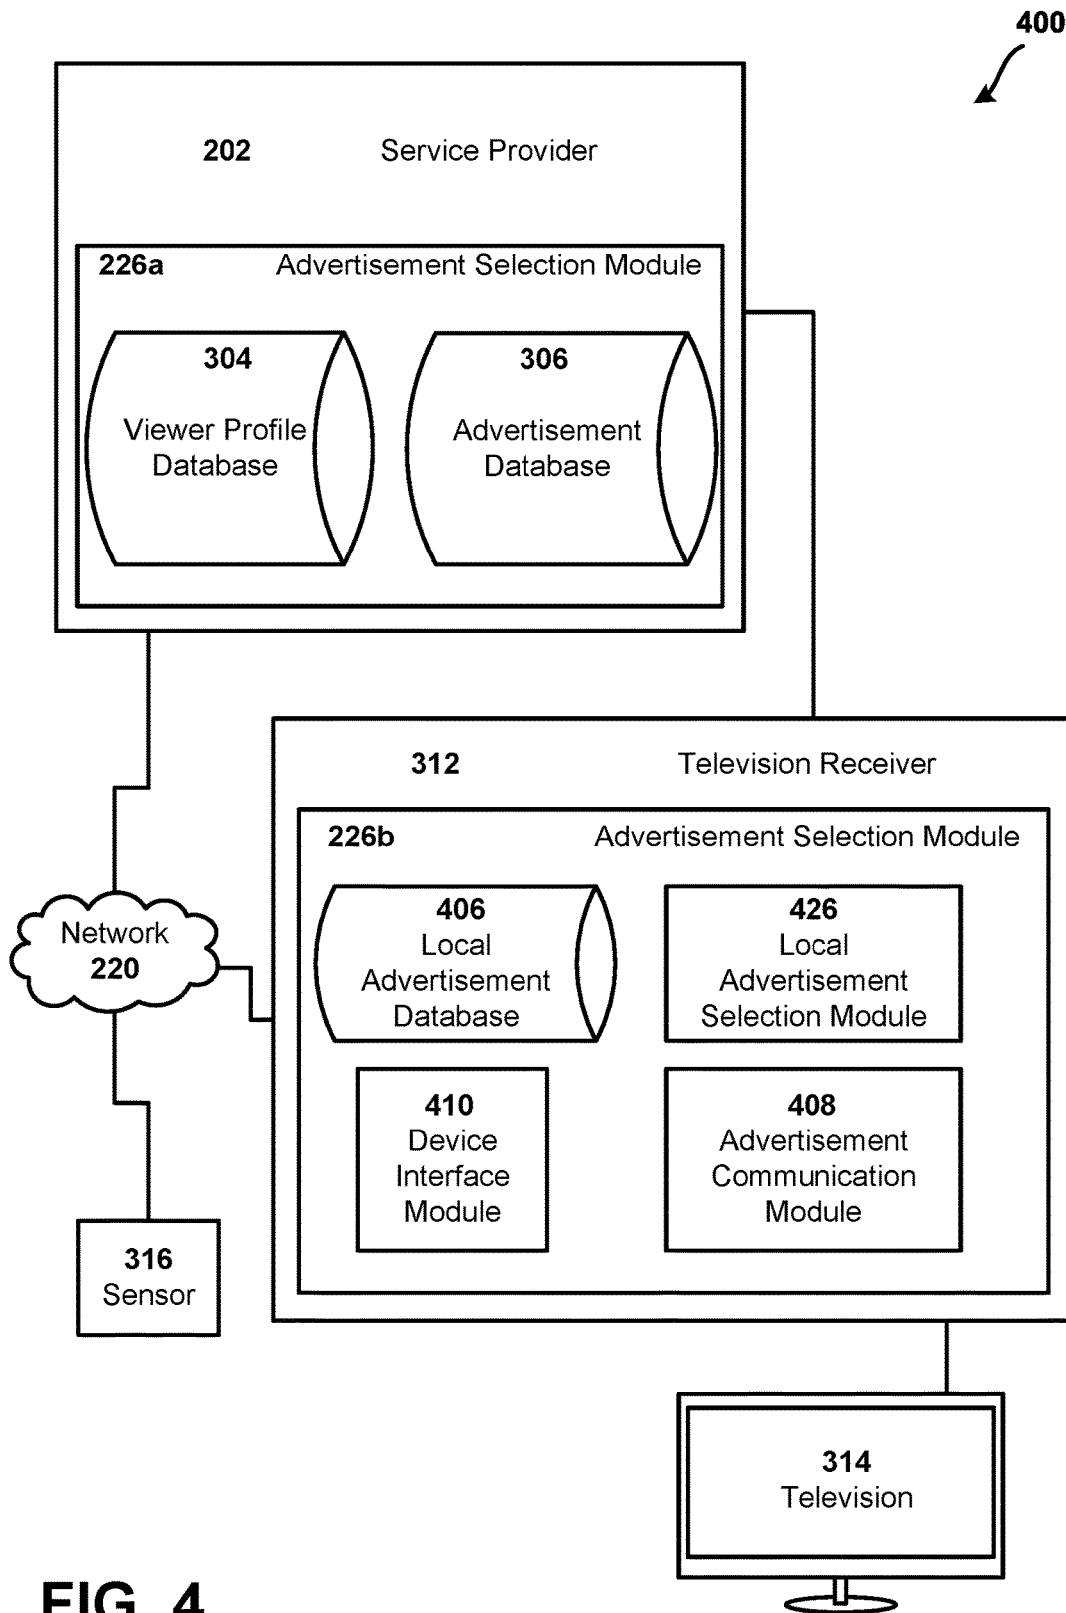 400
202 Service Provider
226a Advertisement Selection Module
304
Viewer Profile
Database
306
Advertisement
Database
312 Television Receiver
226b Advertisement Selection Module
406
Local
Advertisement
Database
426
Local
Advertisement
Selection Module
Network
220
410
Device
Interface
Module
408
Advertisement
Communication
Module
316
Sensor
314
Television
FIG. 4